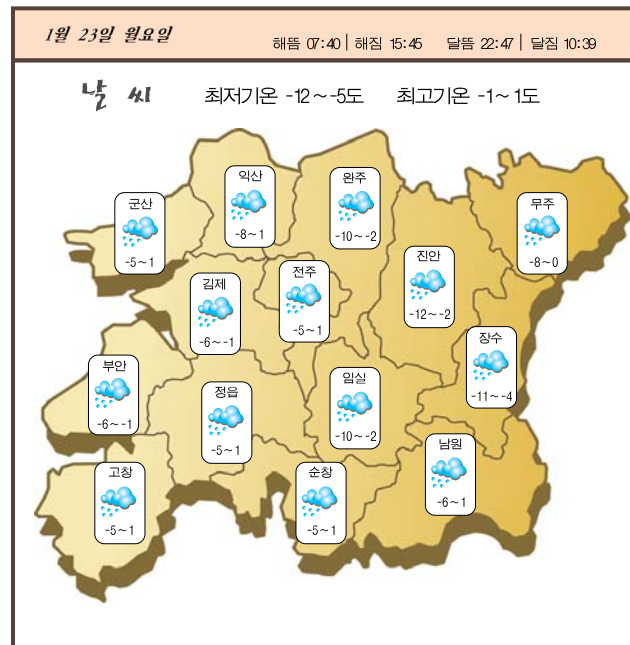 1월 23일 월요일
해뜸 07:40 | 해짐 15:45 달뜸 22:47 | 달짐 10:39
날 씨 최저기온 -12~-5도 최고기온 -1~1도
익산
-8~1
완주
-10~-2
군산
-5~1
무주
-8~0
진안
-12~-2
전주
-5~1
김제
-6~-1
장수
-11~-4
부안
-6~-1
임실
-10~-2
정읍
-5~1
남원
-6~1
고창
-5~1
순창
-5~1